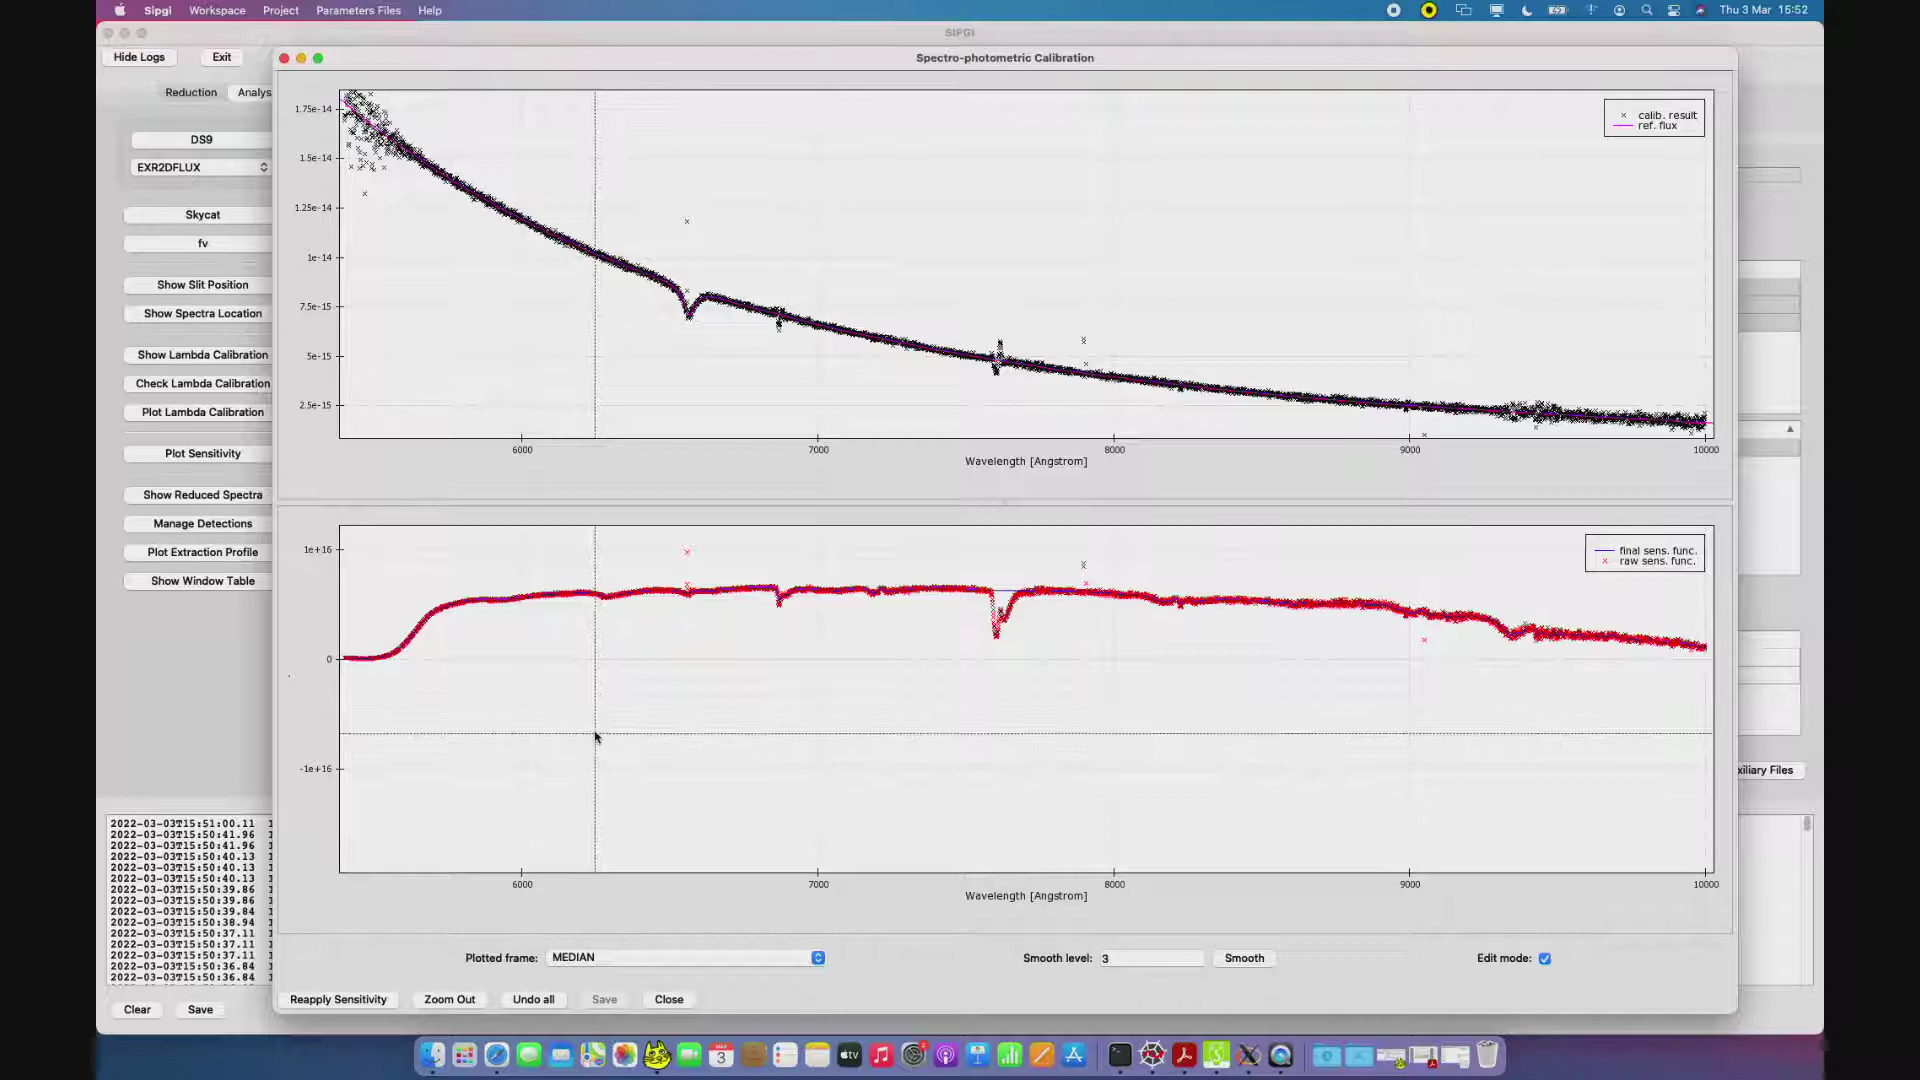 Sipgi Workspace Project Parameters Files Help Thu 3 Mar 15:52
SIPGI
Hide Logs Exit
Spectro-photometric Calibration
Reduction Analys
DS9
EXR2DFLUX
Skycat
fv
Show Slit Position
Show Spectra Location
Show Lambda Calibration
Check Lambda Calibration
Plot Lambda Calibration
Plot Sensitivity
Show Reduced Spectra
Manage Detections
Plot Extraction Profile
Show Window Table
1.75e-14
1.5e-14
1.25e-14
1e-14
7.5e-15
5e-15
2.5e-15
calib. result
ref. flux
6000 7000 8000 9000 10000
Wavelength [Angstrom]
1e+16
0
-1e+16
final sens. func.
raw sens. func.
6000 7000 8000 9000 10000
Wavelength [Angstrom]
xiliary Files
2022-03-03T15:51:00.11
2022-03-03T15:50:41.96
2022-03-03T15:50:41.96
2022-03-03T15:50:40.13
2022-03-03T15:50:40.13
2022-03-03T15:50:40.13
2022-03-03T15:50:39.86
2022-03-03T15:50:39.86
2022-03-03T15:50:39.84
2022-03-03T15:50:38.94
2022-03-03T15:50:37.11
2022-03-03T15:50:37.11
2022-03-03T15:50:37.11
2022-03-03T15:50:36.84
2022-03-03T15:50:36.84
Plotted frame: MEDIAN Smooth level: 3 Smooth Edit mode:
Reapply Sensitivity Zoom Out Undo all Save Close
Clear Save
MAR
3
tv